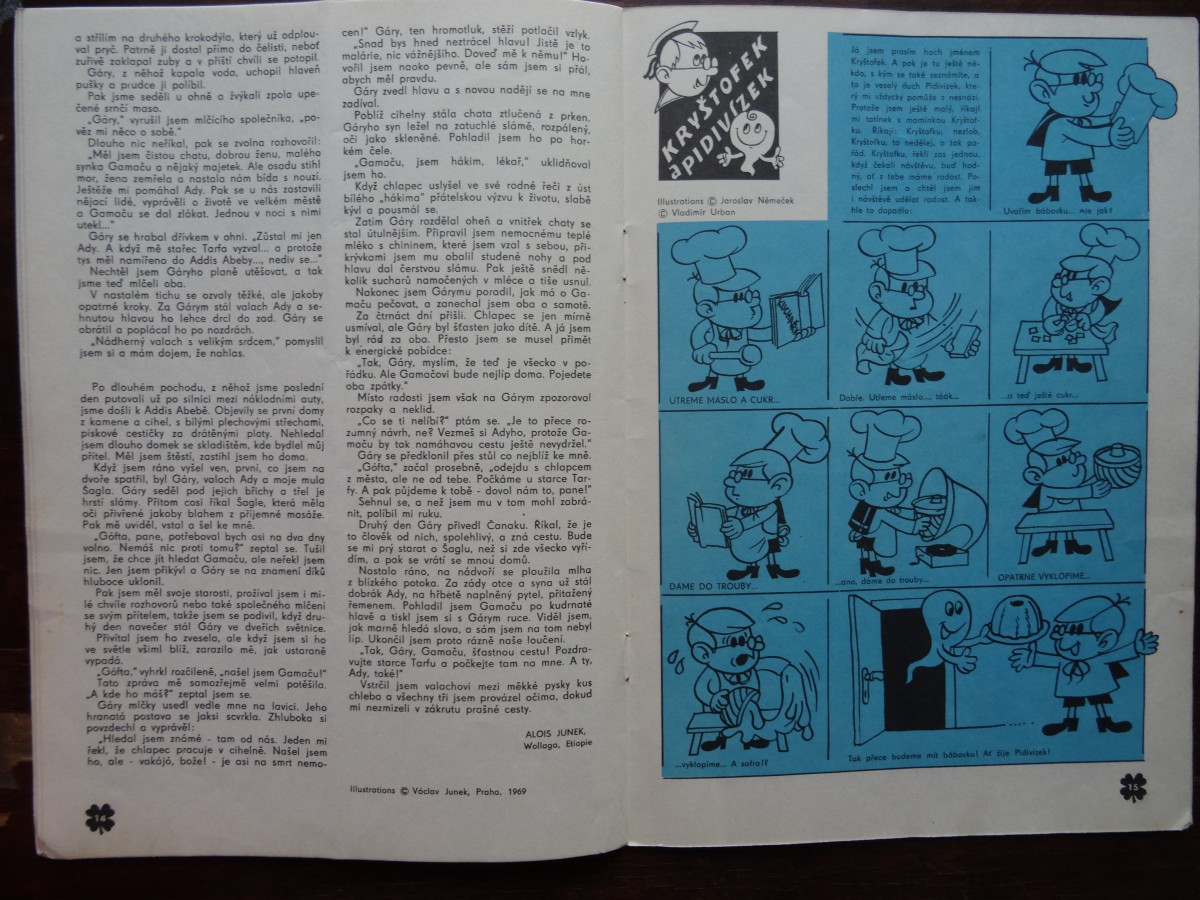 a střílím na druhého krokodýla, který už odplou-
val pryč. Patrně ji dostal přímo do čelisti, neboť
zuřivě zaklapal zuby a v příští chvíli se potopil.
Gáry, z něhož kapala voda, uchopil hlaveň
pušky a prudce ji políbil.
Pak jsme seděli u ohně a žvýkali zpola upe-
čené srnčí maso.
„Gáry," vyrušil jsem mlčícího společníka, „po-
věz mi něco o sobě."
Dlouho nic neříkal, pak se zvolna rozhovořil:
„Měl jsem čistou chatu, dobrou ženu, malého
synka Gamaču a nějaký majetek. Ale osadu stihl
mor, žena zemřela a nastala nám bída s nouzí.
Ještěže mi pomáhal Ady. Pak se u nás zastavili
nějací lidé, vyprávěli o životě ve velkém městě
a Gamaču se dal zlákat. Jednou v noci s nimi
utekl..."
Gáry se hrabal dřívkem v ohni. „Zůstal mi jen
Ady. A když mě stařec Tarfa vyzval... a protože
tys měl namířeno do Addis Abeby..., nediv se..."
Nechtěl jsem Gáryho planě utěšovat, a tak
jsme teď mlčeli oba.
V nastalém tichu se ozvaly těžké, ale jakoby
opatrné kroky. Za Gárym stál valach Ady a se-
hnutou hlavou ho lehce drcl do zad. Gáry se
obrátil a poplácal ho po nozdrách.
„Nádherný valach s velikým srdcem," pomyslil
jsem si a mám dojem, že nahlas.
Po dlouhém pochodu, z něhož jsme poslední
den putovali už po silnici mezi nákladními auty,
jsme došli k Addis Abebě. Objevily se první domy
z kamene a cihel, s bílými plechovými střechami,
pískové cestičky za drátěnými ploty. Nehledal
jsem dlouho domek se skladištěm, kde bydlel můj
přítel. Měl jsem štěstí, zastihl jsem ho doma.
Když jsem ráno vyšel ven, první, co jsem na
dvoře spatřil, byl Gáry, valach Ady a moje mula
Šagla. Gáry seděl pod jejich břichy a třel je
hrstí slámy. Přitom cosi říkal Šagle, která měla
oči přivřené jakoby blahem z příjemné masáže.
Pak mě uviděl, vstal a šel ke mně.
„Gófta, pane, potřeboval bych asi na dva dny
volno. Nemáš nic proti tomu?" zeptal se. Tušil
jsem, že chce jít hledat Gamaču, ale neřekl jsem
nic. Jen jsem přikývl a Gáry se na znamení díků
hluboce uklonil.
Pak jsem měl svoje starosti, prožíval jsem i mi-
lé chvíle rozhovorů nebo také společného mlčení
se svým přítelem, takže jsem se podivil, když dru-
hý den navečer stál Gáry ve dveřích světnice.
Přivítal jsem ho zvesela, ale když jsem si ho
ve světle všiml blíž, zarazilo mě, jak ustaraně
vypadá.
„Gófta," vyhrkl rozčileně, „našel jsem Gamaču!"
Tato zpráva mě samozřejmě velmi potěšila.
„A kde ho máš?" zeptal jsem se.
Gáry mlčky usedl vedle mne na lavici. Jeho
hranatá postava se jaksi scvrkla. Zhluboka si
povzdechl a vyprávěl:
„Hledal jsem známé - tam od nás. Jeden mi
řekl, že chlapec pracuje v cihelně. Našel jsem
ho, ale - vakájó, bože! - je asi na smrt nemo-
14
cen!" Gáry, ten hromotluk, stěží potlačil vzlyk.
„Snad bys hned neztrácel hlavu! Jistě je to
malárie, nic vážnějšího. Doveď mě k němu!" Ho-
vořil jsem naoko pevně, ale sám jsem si přál,
abych měl pravdu.
Gáry zvedl hlavu a s novou nadějí se na mne
zadíval.
Poblíž cihelny stála chata ztlučená z prken.
Gáryho syn ležel na zatuchlé slámě, rozpálený,
oči jako skleněné. Pohladil jsem ho po hor-
kém čele.
„Gamaču, jsem hákim, lékař," uklidňoval
jsem ho.
Když chlapec uslyšel ve své rodné řeči z úst
bílého „hákima" přátelskou výzvu k životu, slabě
kývl a pousmál se.
Zatím Gáry rozdělal oheň a vnitřek chaty se
stal útulnějším. Připravil jsem nemocnému teplé
mléko s chininem, které jsem vzal s sebou, při-
krývkami jsem mu obalil studené nohy a pod
hlavu dal čerstvou slámu. Pak ještě snědl ně-
kolik sucharů namočených v mléce a tiše usnul.
Nakonec jsem Gárymu poradil, jak má o Ga-
maču pečovat, a zanechal jsem oba o samotě.
Za čtrnáct dní přišli. Chlapec se jen mírně
usmíval, ale Gáry byl šťasten jako dítě. A já jsem
byl rád za oba. Přesto jsem se musel přimět
k energické pobídce:
„Tak, Gáry, myslím, že teď je všecko v po-
řádku. Ale Gamačovi bude nejlíp doma. Pojedete
oba zpátky."
Místo radosti jsem však na Gárym zpozoroval
rozpaky a neklid.
„Co se ti nelíbí?" ptám se. „Je to přece ro-
zumný návrh, ne? Vezmeš si Adyho, protože Ga-
maču by tak namáhavou cestu ještě nevydržel."
Gáry se předklonil přes stůl co nejblíž ke mně.
„Gófta," začal prosebně, „odejdu s chlapcem
z města, ale ne od tebe. Počkáme u starce Tar-
fy. A pak půjdeme k tobě - dovol nám to, pane!"
Sehnul se, a než jsem mu v tom mohl zabrá-
nit, políbil mi ruku.
Druhý den Gáry přivedl Čanaku. Říkal, že je
to člověk od nich, spolehlivý, a zná cestu. Bude
se mi prý starat o Šaglu, než si zde všecko vyří-
dím, a pak se vrátí se mnou domů.
Nastalo ráno, na nádvoří se ploužila mlha
z blízkého potoka. Za zády otce a syna už stál
dobrák Ady, na hřbetě naplněný pytel, přitažený
řemenem. Pohladil jsem Gamaču po kudrnaté
hlavě a tiskl jsem si s Gárym ruce. Viděl jsem,
jak marně hledá slova, a sám jsem na tom nebyl
líp. Ukončil jsem proto rázně naše loučení.
„Tak, Gáry, Gamaču, šťastnou cestu! Pozdra-
vujte starce Tarfu a počkejte tam na mne. A ty,
Ady, také!"
Vstrčil jsem valachovi mezi měkké pysky kus
chleba a všechny tři jsem provázel očima, dokud
mi nezmizeli v zákrutu prašné cesty.
ALOIS JUNEK,
Wollaga, Etiopie
Illustrations © Václav Junek, Praha, 1969
KRYŠTOFEK
a PIDIVÍZEK
Illustrations © Jaroslav Němeček
© Vladimír Urban
Já jsem prosím hoch jménem
Kryštofek. A pak je tu ještě ně-
kdo, s kým se také seznámíte, a
to je veselý duch Pidivízek, kte-
rý mi vždycky pomůže z nesnází.
Protože jsem ještě malý, říkají
mi tatínek s maminkou Kryštof-
ku. Říkají: Kryštofku, nezlob,
Kryštofku, to nedělej, a tak po-
řád. Kryštofku, řekli zas jednou,
když čekali návštěvu, buď hod-
ný, ať z tebe máme radost. Po-
slechl jsem a chtěl jsem jim
i návštěvě udělat radost. A tak-
hle to dopadlo:
Uvařím bábovku... Ale jak?
KUCHAŘKA
UTŘEME MÁSLO A CUKR...
Dobře. Utřeme máslo..., tóók...
...a teď ještě cukr...
DÁME DO TROUBY...
...ano, dáme do trouby...
OPATRNĚ VYKLOPÍME...
...vyklopíme... A safra!?
Tak přece budeme mít bábovku! Ať žije Pidivízek!
15